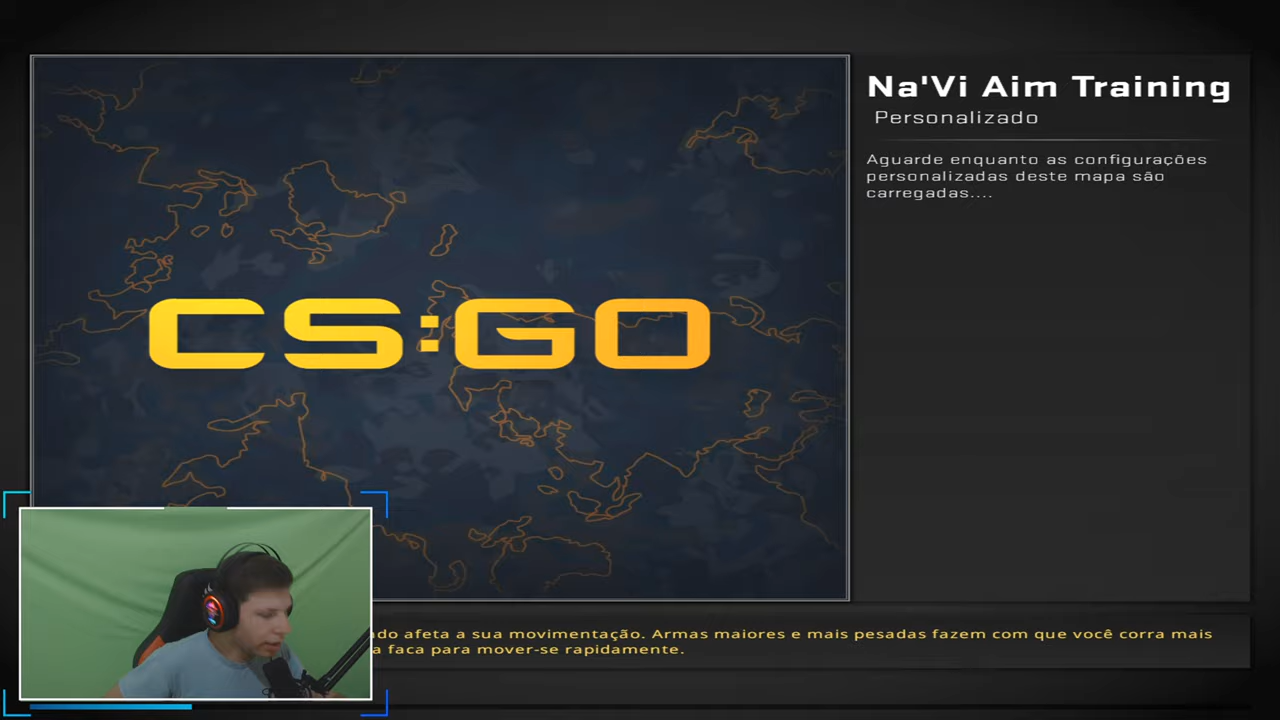 CS:GO
Na'Vi Aim Training
Personalizado
Aguarde enquanto as configurações
personalizadas deste mapa são
carregadas....
afeta a sua movimentação. Armas maiores e mais pesadas fazem com que você corra mais
a faca para mover-se rapidamente.